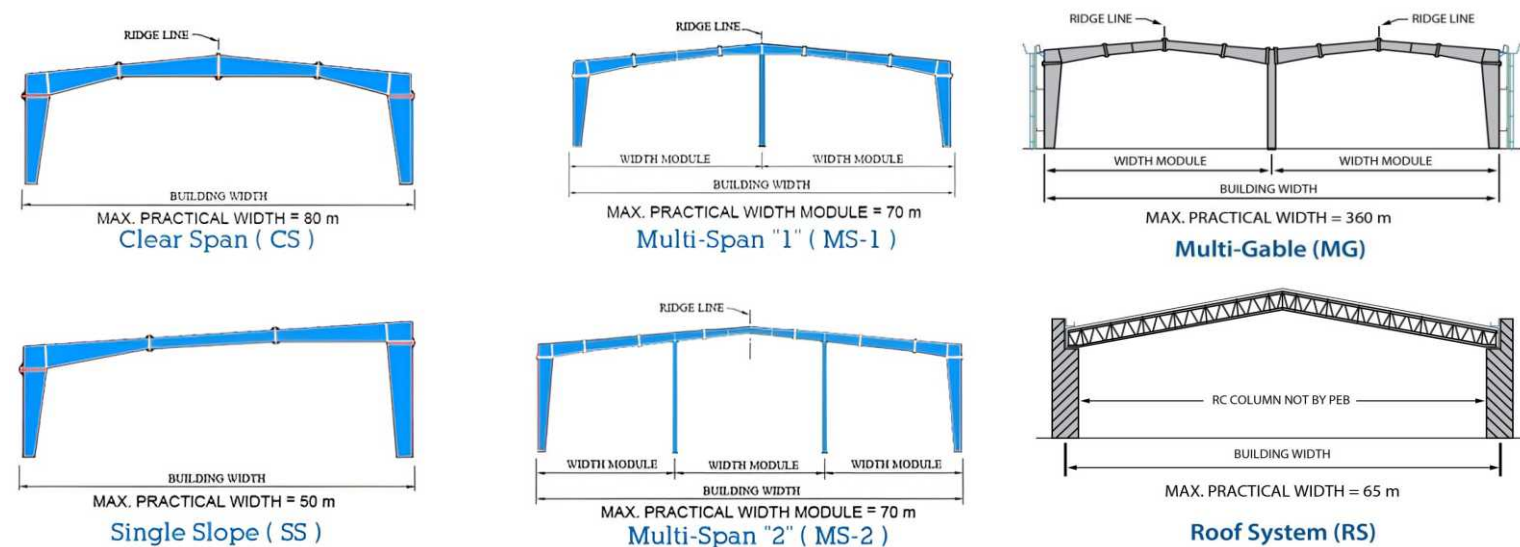 RIDGE LINE
BUILDING WIDTH
MAX. PRACTICAL WIDTH = 80 m
Clear Span ( CS )
RIDGE LINE
WIDTH MODULE WIDTH MODULE
BUILDING WIDTH
MAX. PRACTICAL WIDTH MODULE = 70 m
Multi-Span "1" ( MS-1 )
RIDGE LINE RIDGE LINE
WIDTH MODULE WIDTH MODULE
BUILDING WIDTH
MAX. PRACTICAL WIDTH = 360 m
Multi-Gable (MG)
BUILDING WIDTH
MAX. PRACTICAL WIDTH = 50 m
Single Slope ( SS )
RIDGE LINE
WIDTH MODULE WIDTH MODULE WIDTH MODULE
BUILDING WIDTH
MAX. PRACTICAL WIDTH MODULE = 70 m
Multi-Span "2" ( MS-2 )
RC COLUMN NOT BY PEB
BUILDING WIDTH
MAX. PRACTICAL WIDTH = 65 m
Roof System (RS)